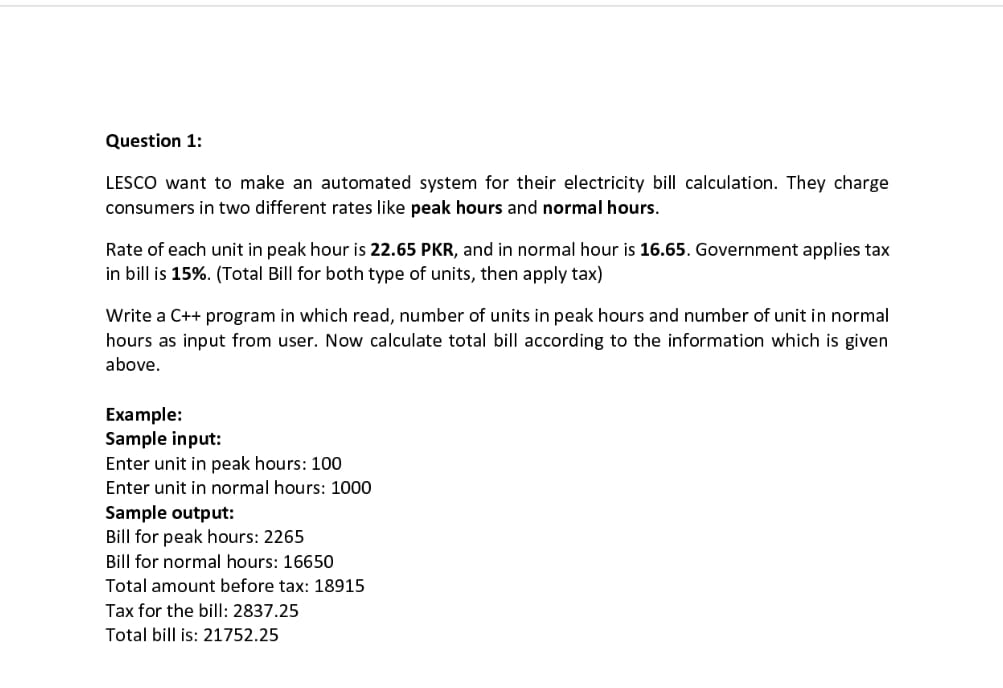 Question 1:
LESCO want to make an automated system for their electricity bill calculation. They charge
consumers in two different rates like peak hours and normal hours.
Rate of each unit in peak hour is 22.65 PKR, and in normal hour is 16.65. Government applies tax
in bill is 15%. (Total Bill for both type of units, then apply tax)
Write a C++ program in which read, number of units in peak hours and number of unit in normal
hours as input from user. Now calculate total bill according to the information which is given
above.
Example:
Sample input:
Enter unit in peak hours: 100
Enter unit in normal hours: 1000
Sample output:
Bill for peak hours: 2265
Bill for normal hours: 16650
Total amount before tax: 18915
Tax for the bill: 2837.25
Total bill is: 21752.25